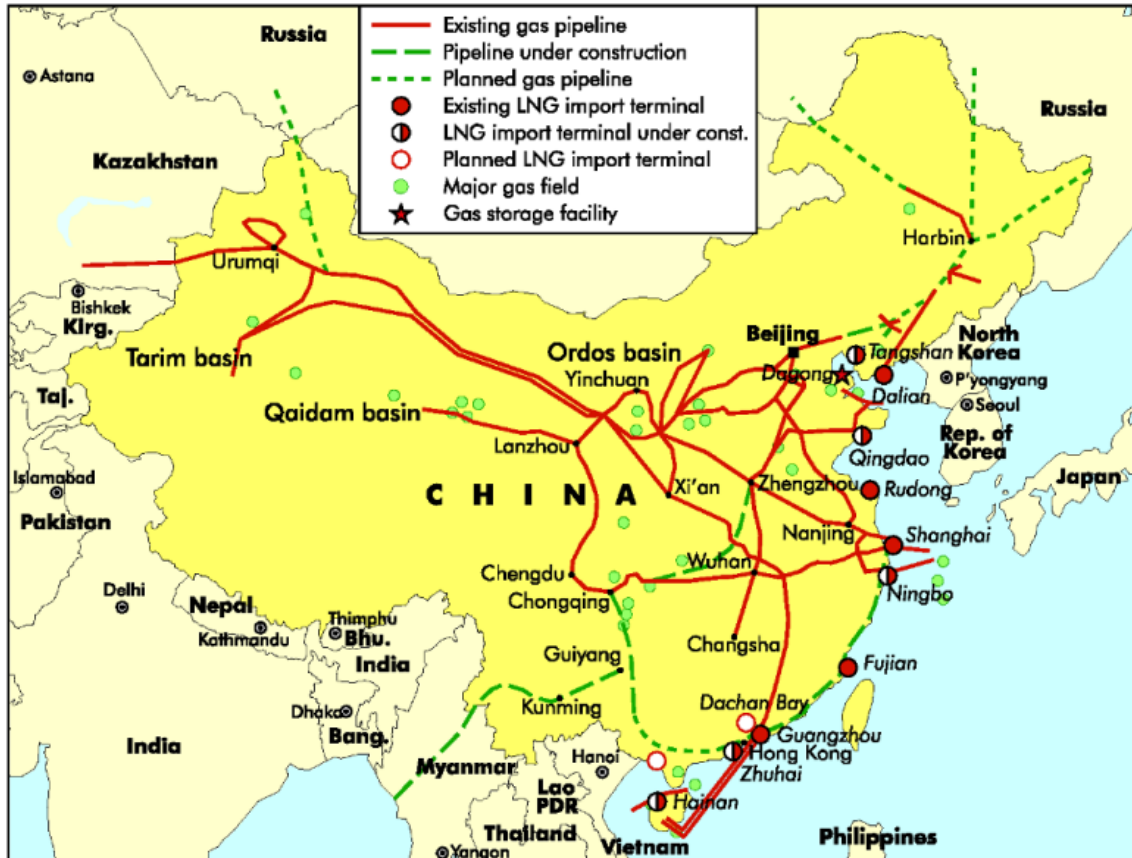 Existing gas pipeline
Pipeline under construction
Planned gas pipeline
Existing LNG import terminal
LNG import terminal under const.
Planned LNG import terminal
Major gas field
Gas storage facility
Russia
Astana
Russia
Kazakhstan
Harbin
Urumqi
Bishkek
Kirg.
Beijing
North
Korea
Tangshan
Ordos basin
Tarim basin
Yinchuan
Dagong
P'yongyang
Dalian
Taj.
Qaidam basin
Seoul
Rep. of
Korea
Lanzhou
Qingdao
Islamabad
Japan
Xi'an
Zhengzhou
Rudong
CHINA
Pakistan
Nanjing
Shanghai
Wuhan
Chengdu
Delhi
Chongqing
Ningbo
Nepal
Thimphu
Kathmandu
Bhu.
Changsha
India
Guiyang
Fujian
Kunming
Dachan Bay
Dhaka
Bang.
Guangzhou
India
Hanoi
Hong Kong
Myanmar
Zhuhai
Lao
PDR
Hainan
Thailand
Vietnam
Philippines
Yangon